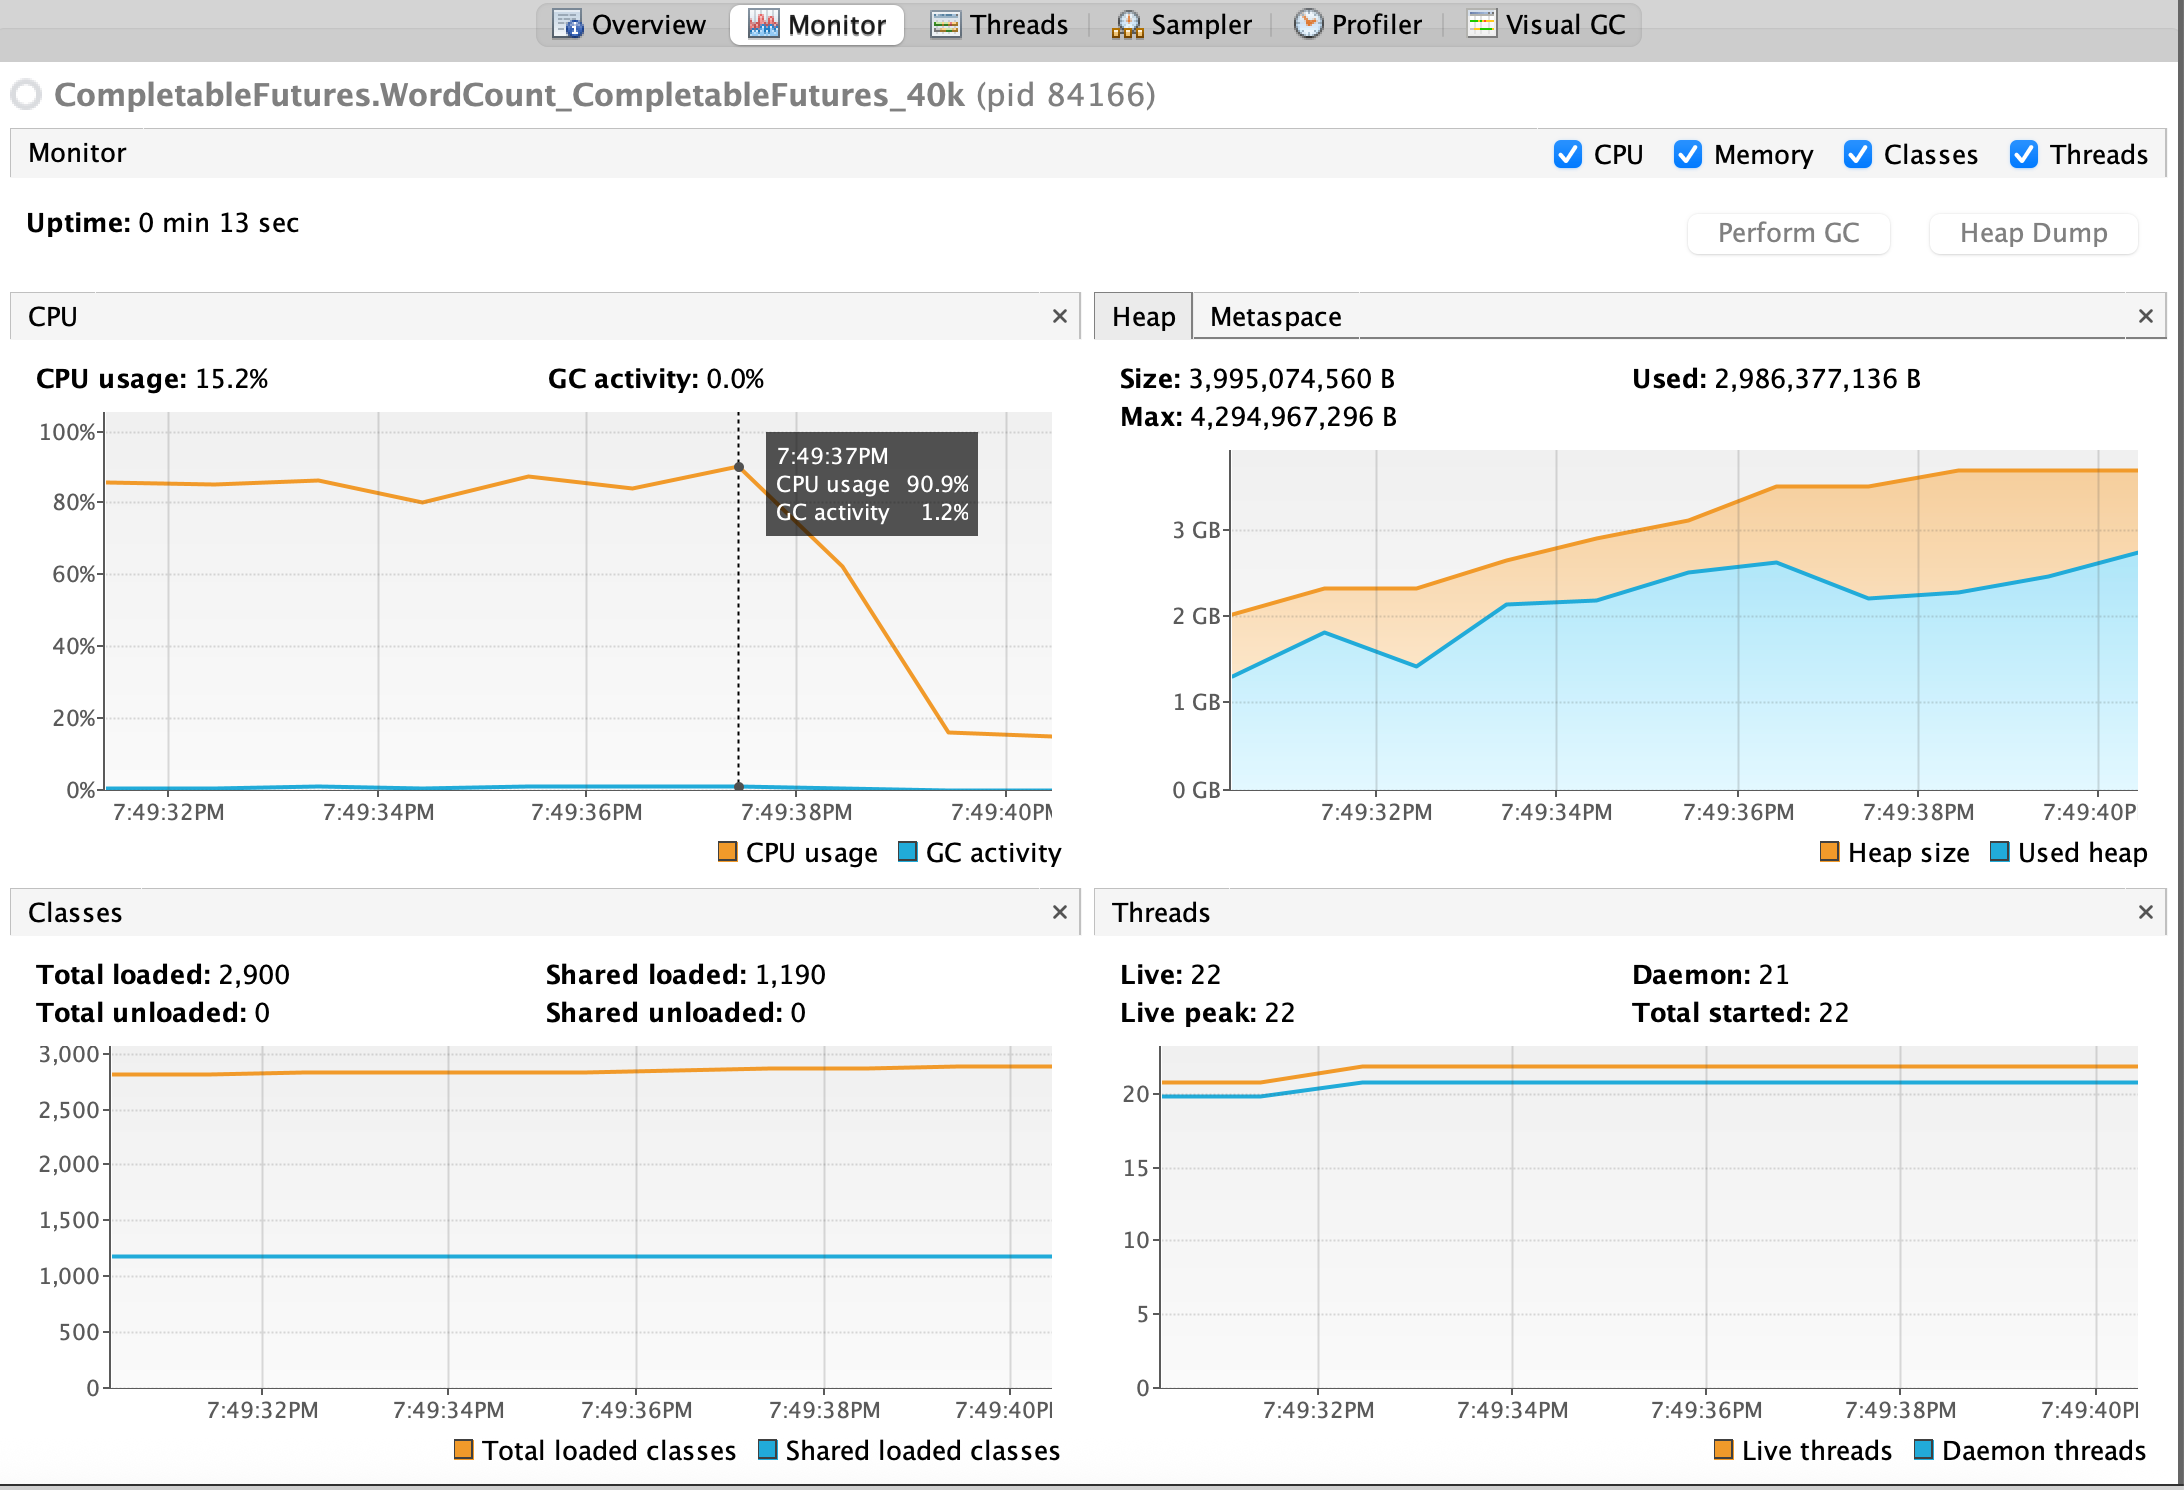 Overview Monitor Threads Sampler Profiler Visual GC
CompletableFutures.WordCount_CompletableFutures_40k (pid 84166)
Monitor
CPU Memory Classes Threads
Uptime: 0 min 13 sec
Perform GC Heap Dump
CPU
CPU usage: 15.2% GC activity: 0.0%
100%
80%
60%
40%
20%
0%
7:49:37PM
CPU usage 90.9%
GC activity 1.2%
7:49:32PM 7:49:34PM 7:49:36PM 7:49:38PM 7:49:40PM
CPU usage GC activity
Heap Metaspace
Size: 3,995,074,560 B Used: 2,986,377,136 B
Max: 4,294,967,296 B
3 GB
2 GB
1 GB
0 GB
7:49:32PM 7:49:34PM 7:49:36PM 7:49:38PM 7:49:40P
Heap size Used heap
Classes
Total loaded: 2,900 Shared loaded: 1,190
Total unloaded: 0 Shared unloaded: 0
3,000
2,500
2,000
1,500
1,000
500
0
7:49:32PM 7:49:34PM 7:49:36PM 7:49:38PM 7:49:40P
Total loaded classes Shared loaded classes
Threads
Live: 22 Daemon: 21
Live peak: 22 Total started: 22
20
15
10
5
0
7:49:32PM 7:49:34PM 7:49:36PM 7:49:38PM 7:49:40P
Live threads Daemon threads